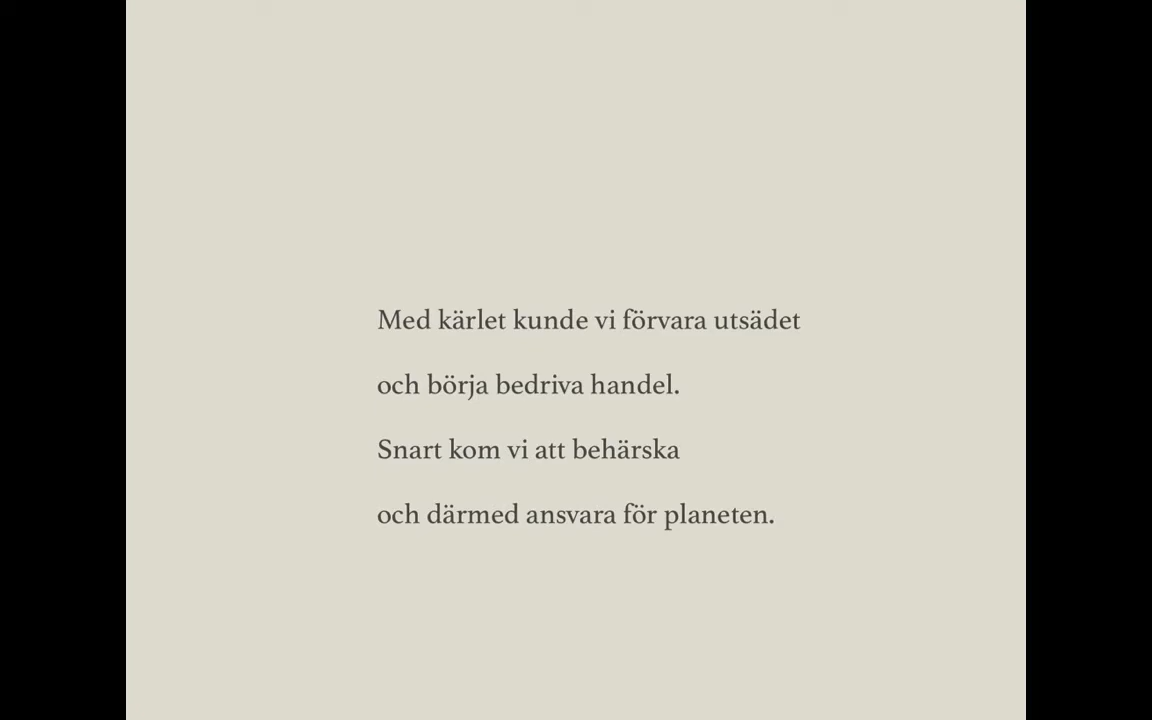 Med kärlet kunde vi förvara utsädet
och börja bedriva handel.
Snart kom vi att behärska
och därmed ansvara för planeten.